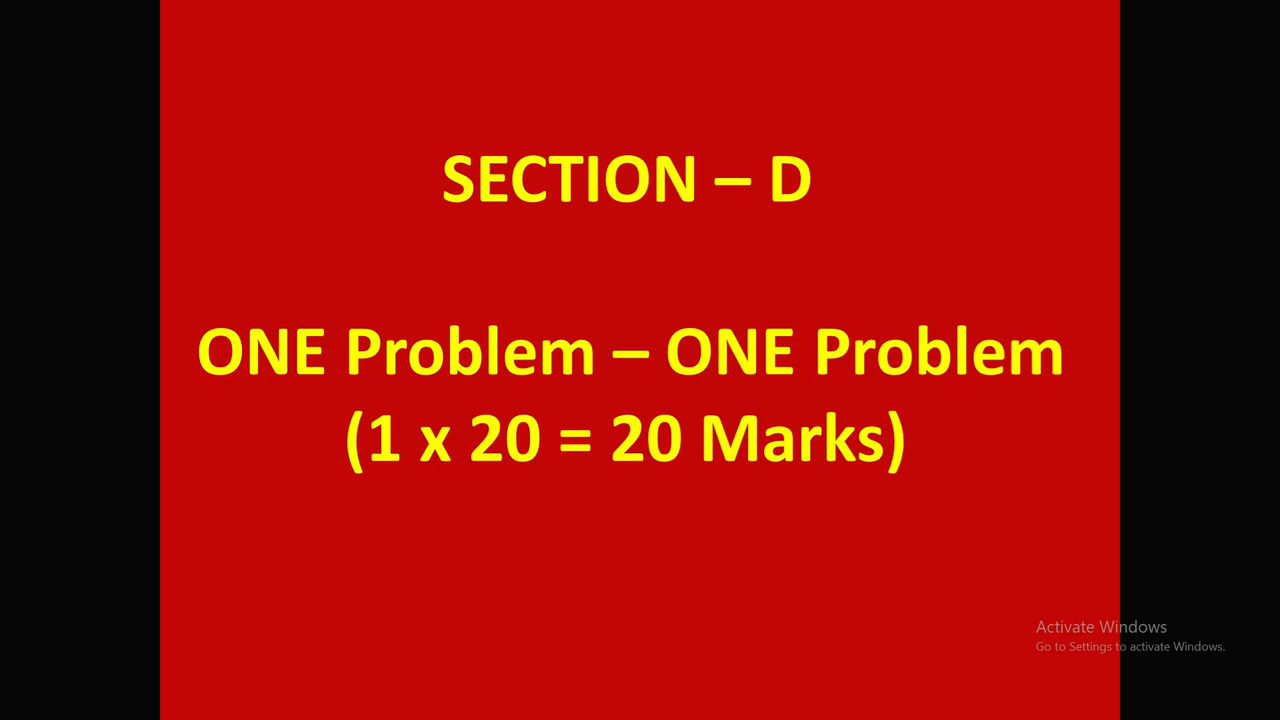 SECTION – D
ONE Problem – ONE Problem
(1 x 20 = 20 Marks)
Activate Windows
Go to Settings to activate Windows.